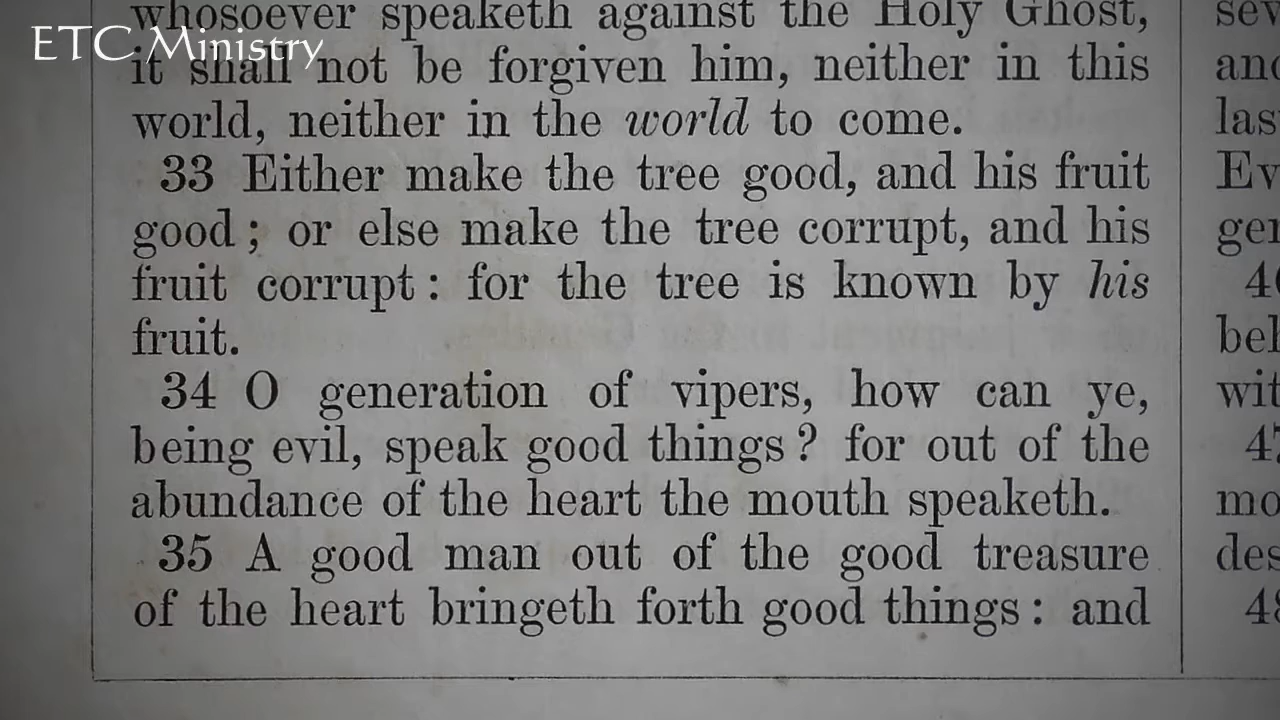 ETC Ministry
whosoever speaketh against the Holy Ghost,
it shall not be forgiven him, neither in this
world, neither in the world to come.
33 Either make the tree good, and his fruit
good; or else make the tree corrupt, and his
fruit corrupt: for the tree is known by his
fruit.
34 O generation of vipers, how can ye,
being evil, speak good things? for out of the
abundance of the heart the mouth speaketh.
35 A good man out of the good treasure
of the heart bringeth forth good things: and